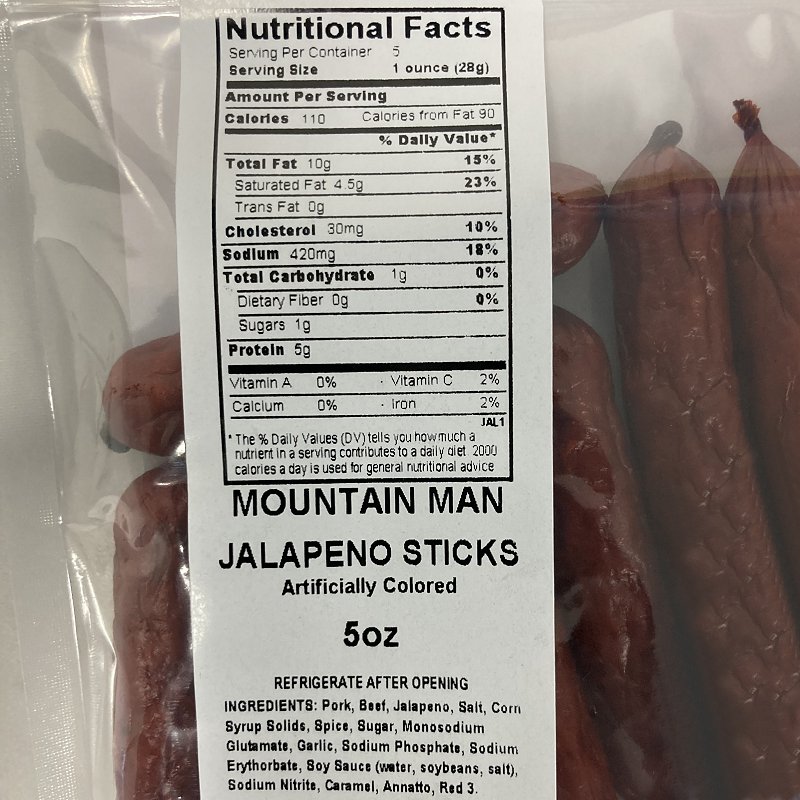 Nutritional Facts
Serving Per Container 5
Serving Size 1 ounce (28g)
Amount Per Serving
Calories 110 Calories from Fat 90
% Daily Value*
Total Fat 10g 15%
Saturated Fat 4.5g 23%
Trans Fat 0g
Cholesterol 30mg 10%
Sodium 420mg 18%
Total Carbohydrate 1g 0%
Dietary Fiber 0g 0%
Sugars 1g
Protein 5g
Vitamin A 0% · Vitamin C 2%
Calcium 0% · Iron 2%
JAL1
* The % Daily Values (DV) tells you how much a
nutrient in a serving contributes to a daily diet 2000
calories a day is used for general nutritional advice
MOUNTAIN MAN
JALAPENO STICKS
Artificially Colored
5oz
REFRIGERATE AFTER OPENING
INGREDIENTS: Pork, Beef, Jalapeno, Salt, Corn
Syrup Solids, Spice, Sugar, Monosodium
Glutamate, Garlic, Sodium Phosphate, Sodium
Erythorbate, Soy Sauce (water, soybeans, salt),
Sodium Nitrite, Caramel, Annatto, Red 3.